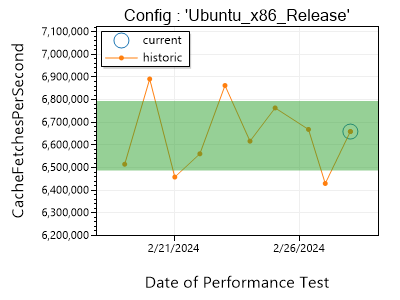 Config : 'Ubuntu_x86_Release'
7,100,000
7,000,000
6,900,000
6,800,000
6,700,000
6,600,000
6,500,000
6,400,000
6,300,000
6,200,000
CacheFetchesPerSecond
current
historic
2/21/2024
2/26/2024
Date of Performance Test